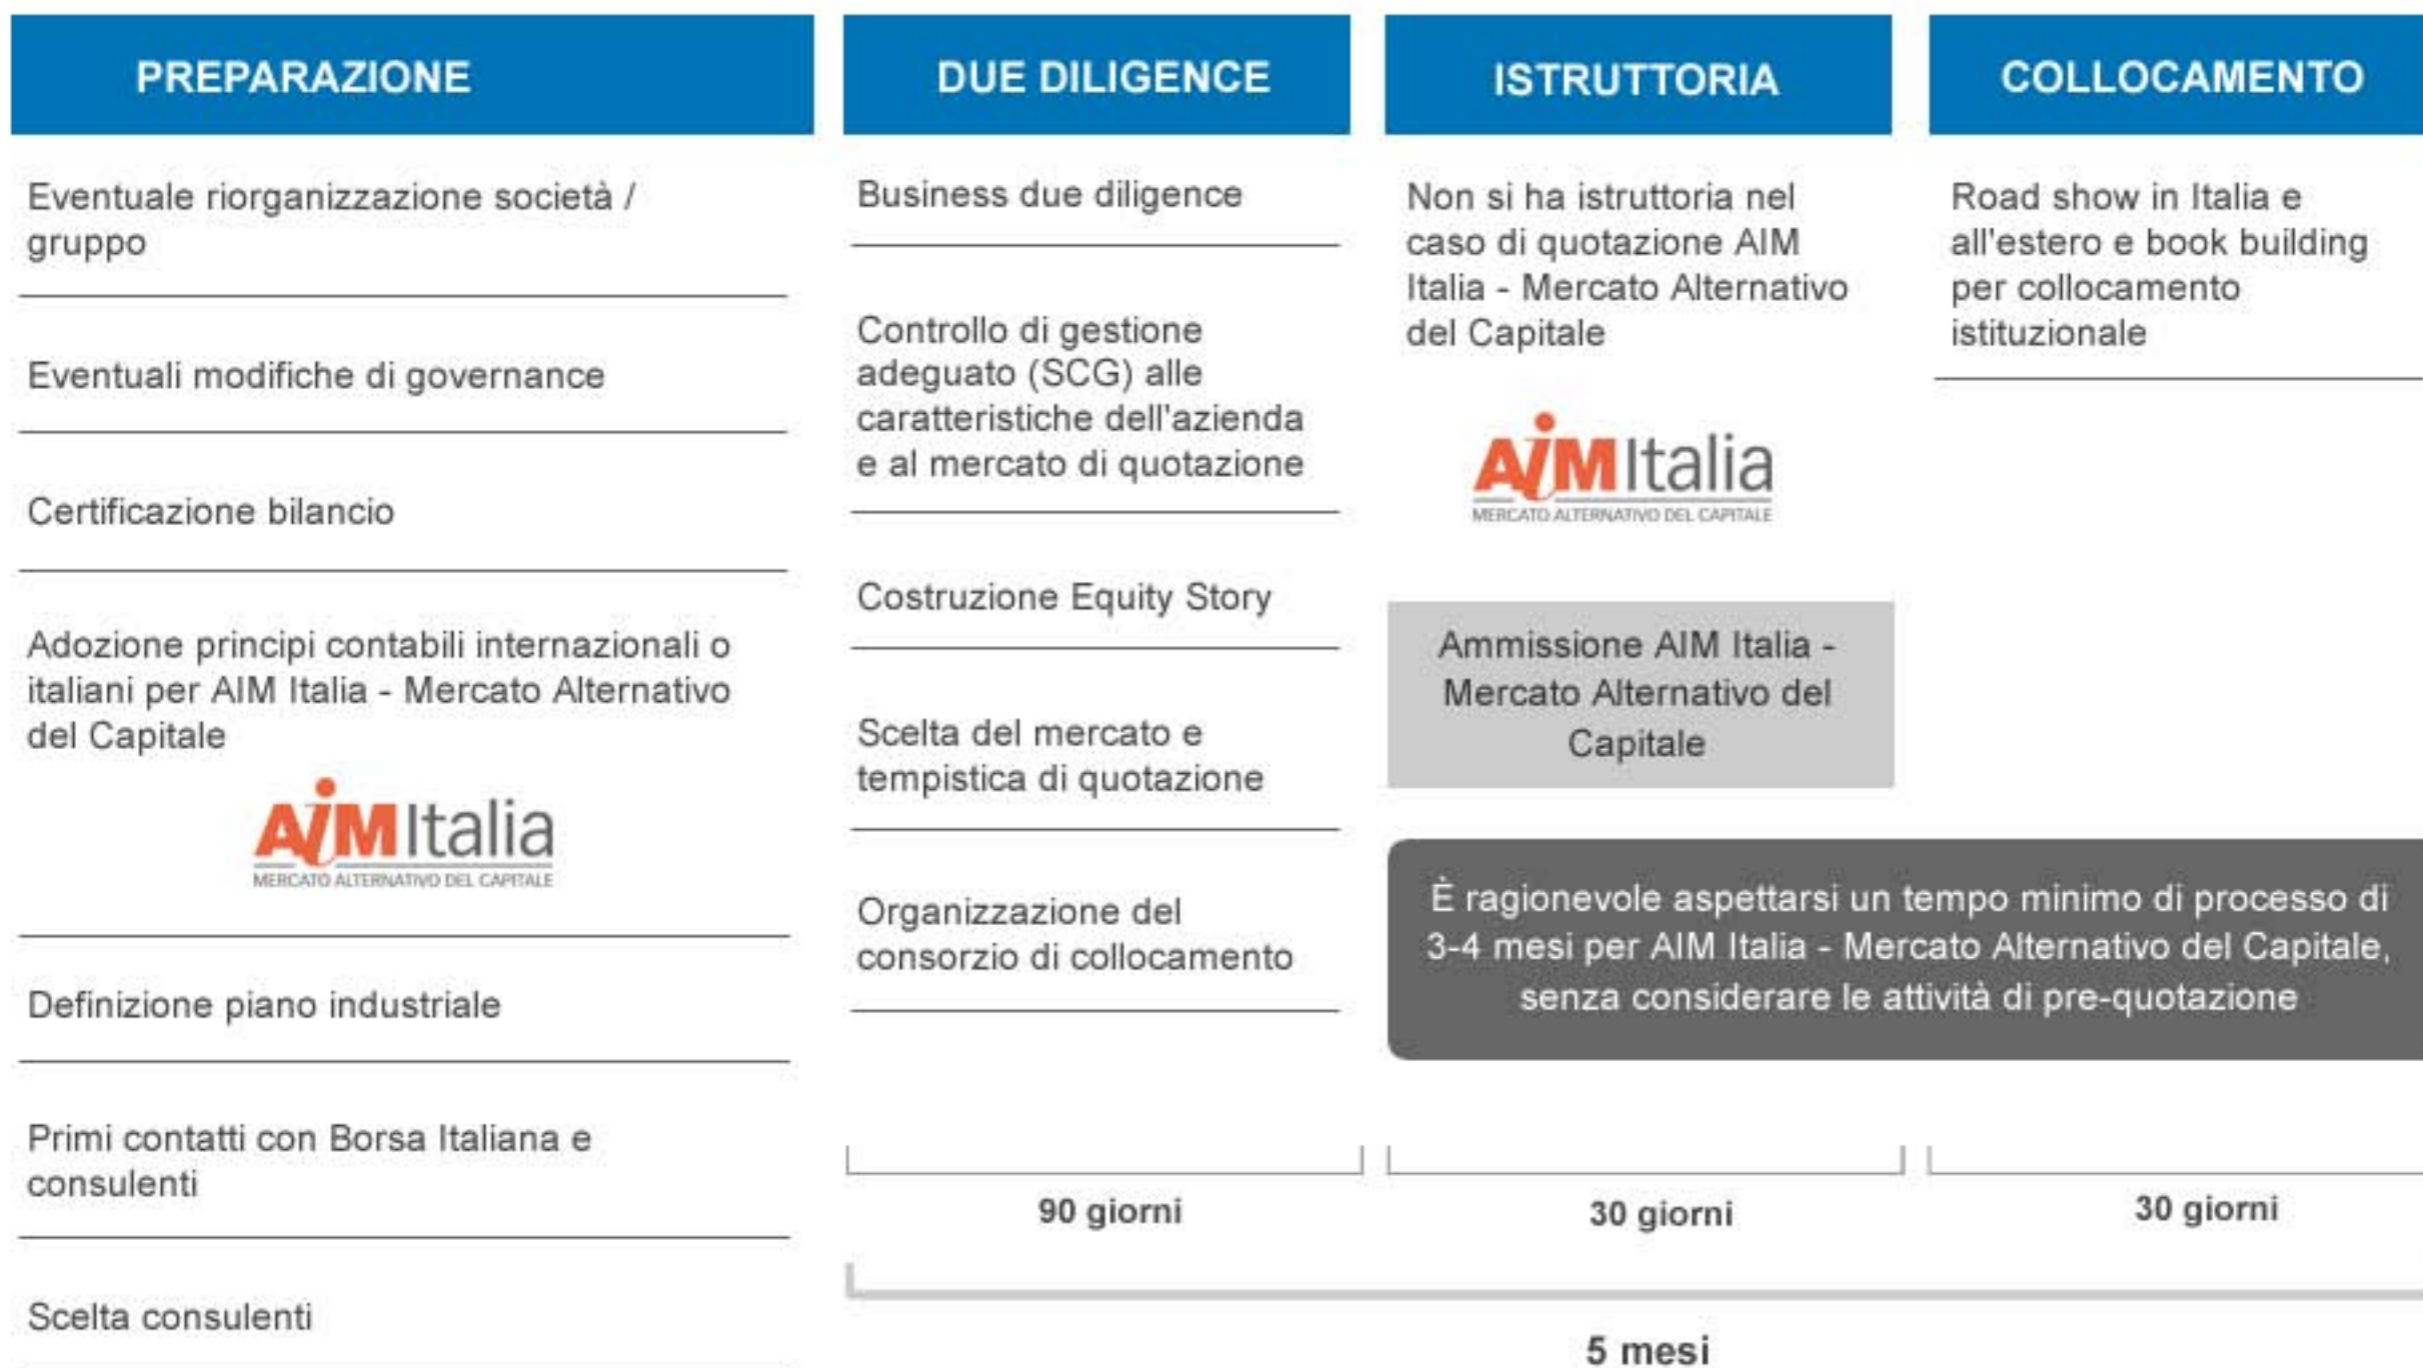 PREPARAZIONE
Eventuale riorganizzazione società /
gruppo
Eventuali modifiche di governance
Certificazione bilancio
Adozione principi contabili internazionali o
italiani per AIM Italia - Mercato Alternativo
del Capitale
AiM Italia
MERCATO ALTERNATIVO DEL CAPITALE
Definizione piano industriale
Primi contatti con Borsa Italiana e
consulenti
Scelta consulenti
DUE DILIGENCE
Business due diligence
Controllo di gestione
adeguato (SCG) alle
caratteristiche dell'azienda
e al mercato di quotazione
Costruzione Equity Story
Scelta del mercato e
tempistica di quotazione
Organizzazione del
consorzio di collocamento
90 giorni
ISTRUTTORIA
Non si ha istruttoria nel
caso di quotazione AIM
Italia - Mercato Alternativo
del Capitale
AiM Italia
MERCATO ALTERNATIVO DEL CAPITALE
Ammissione AIM Italia -
Mercato Alternativo del
Capitale
30 giorni
COLLOCAMENTO
Road show in Italia e
all'estero e book building
per collocamento
istituzionale
È ragionevole aspettarsi un tempo minimo di processo di
3-4 mesi per AIM Italia - Mercato Alternativo del Capitale,
senza considerare le attività di pre-quotazione
30 giorni
5 mesi